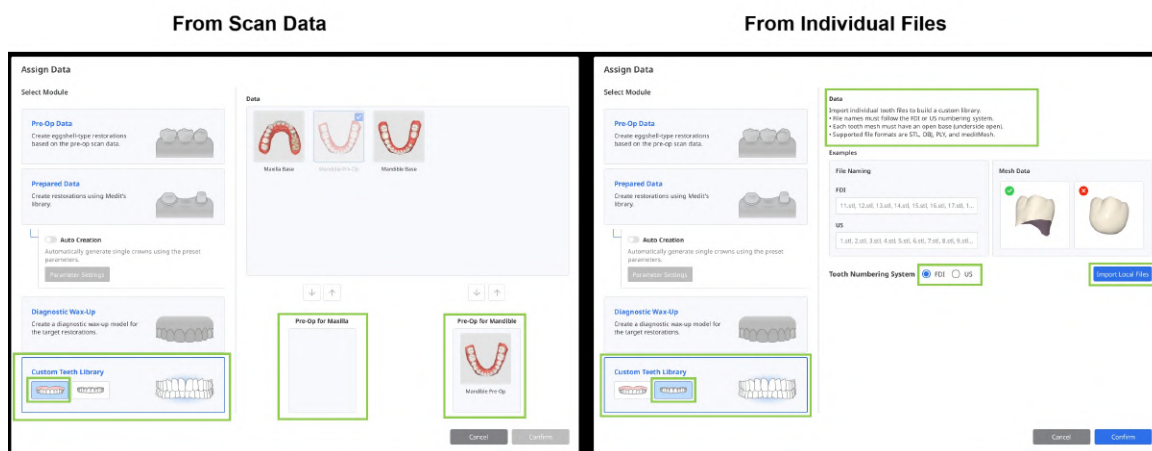 From Scan Data
From Individual Files
Assign Data
Select Module
Pre-Op Data
Create eggshell-type restorations
based on the pre-op scan data.
Prepared Data
Create restorations using Medit's
library.
Auto Creation
Automatically generate single crowns using the preset
parameters.
Parameter Settings
Diagnostic Wax-Up
Create a diagnostic wax-up model for
the target restorations.
Custom Teeth Library
Data
Maxilla Base
Mandible Pre-Op
Mandible Base
Pre-Op for Maxilla
Pre-Op for Mandible
Mandible Pre-Op
Cancel
Confirm
Assign Data
Select Module
Pre-Op Data
Create eggshell-type restorations
based on the pre-op scan data.
Prepared Data
Create restorations using Medit's
library.
Auto Creation
Automatically generate single crowns using the preset
parameters.
Parameter Settings
Diagnostic Wax-Up
Create a diagnostic wax-up model for
the target restorations.
Custom Teeth Library
Data
Import individual tooth files to build a custom library.
• File names must follow the FDI or US numbering system.
• Each tooth mesh must have an open base (underside open).
• Supported file formats are STL, OBJ, PLY, and meditMesh.
Examples
File Naming
FDI
11.stl, 12.stl, 13.stl, 14.stl, 15.stl, 16.stl, 17.stl, 1...
US
1.stl, 2.stl, 3.stl, 4.stl, 5.stl, 6.stl, 7.stl, 8.stl, 9.stl...
Mesh Data
Tooth Numbering System FDI US
Import Local Files
Cancel
Confirm